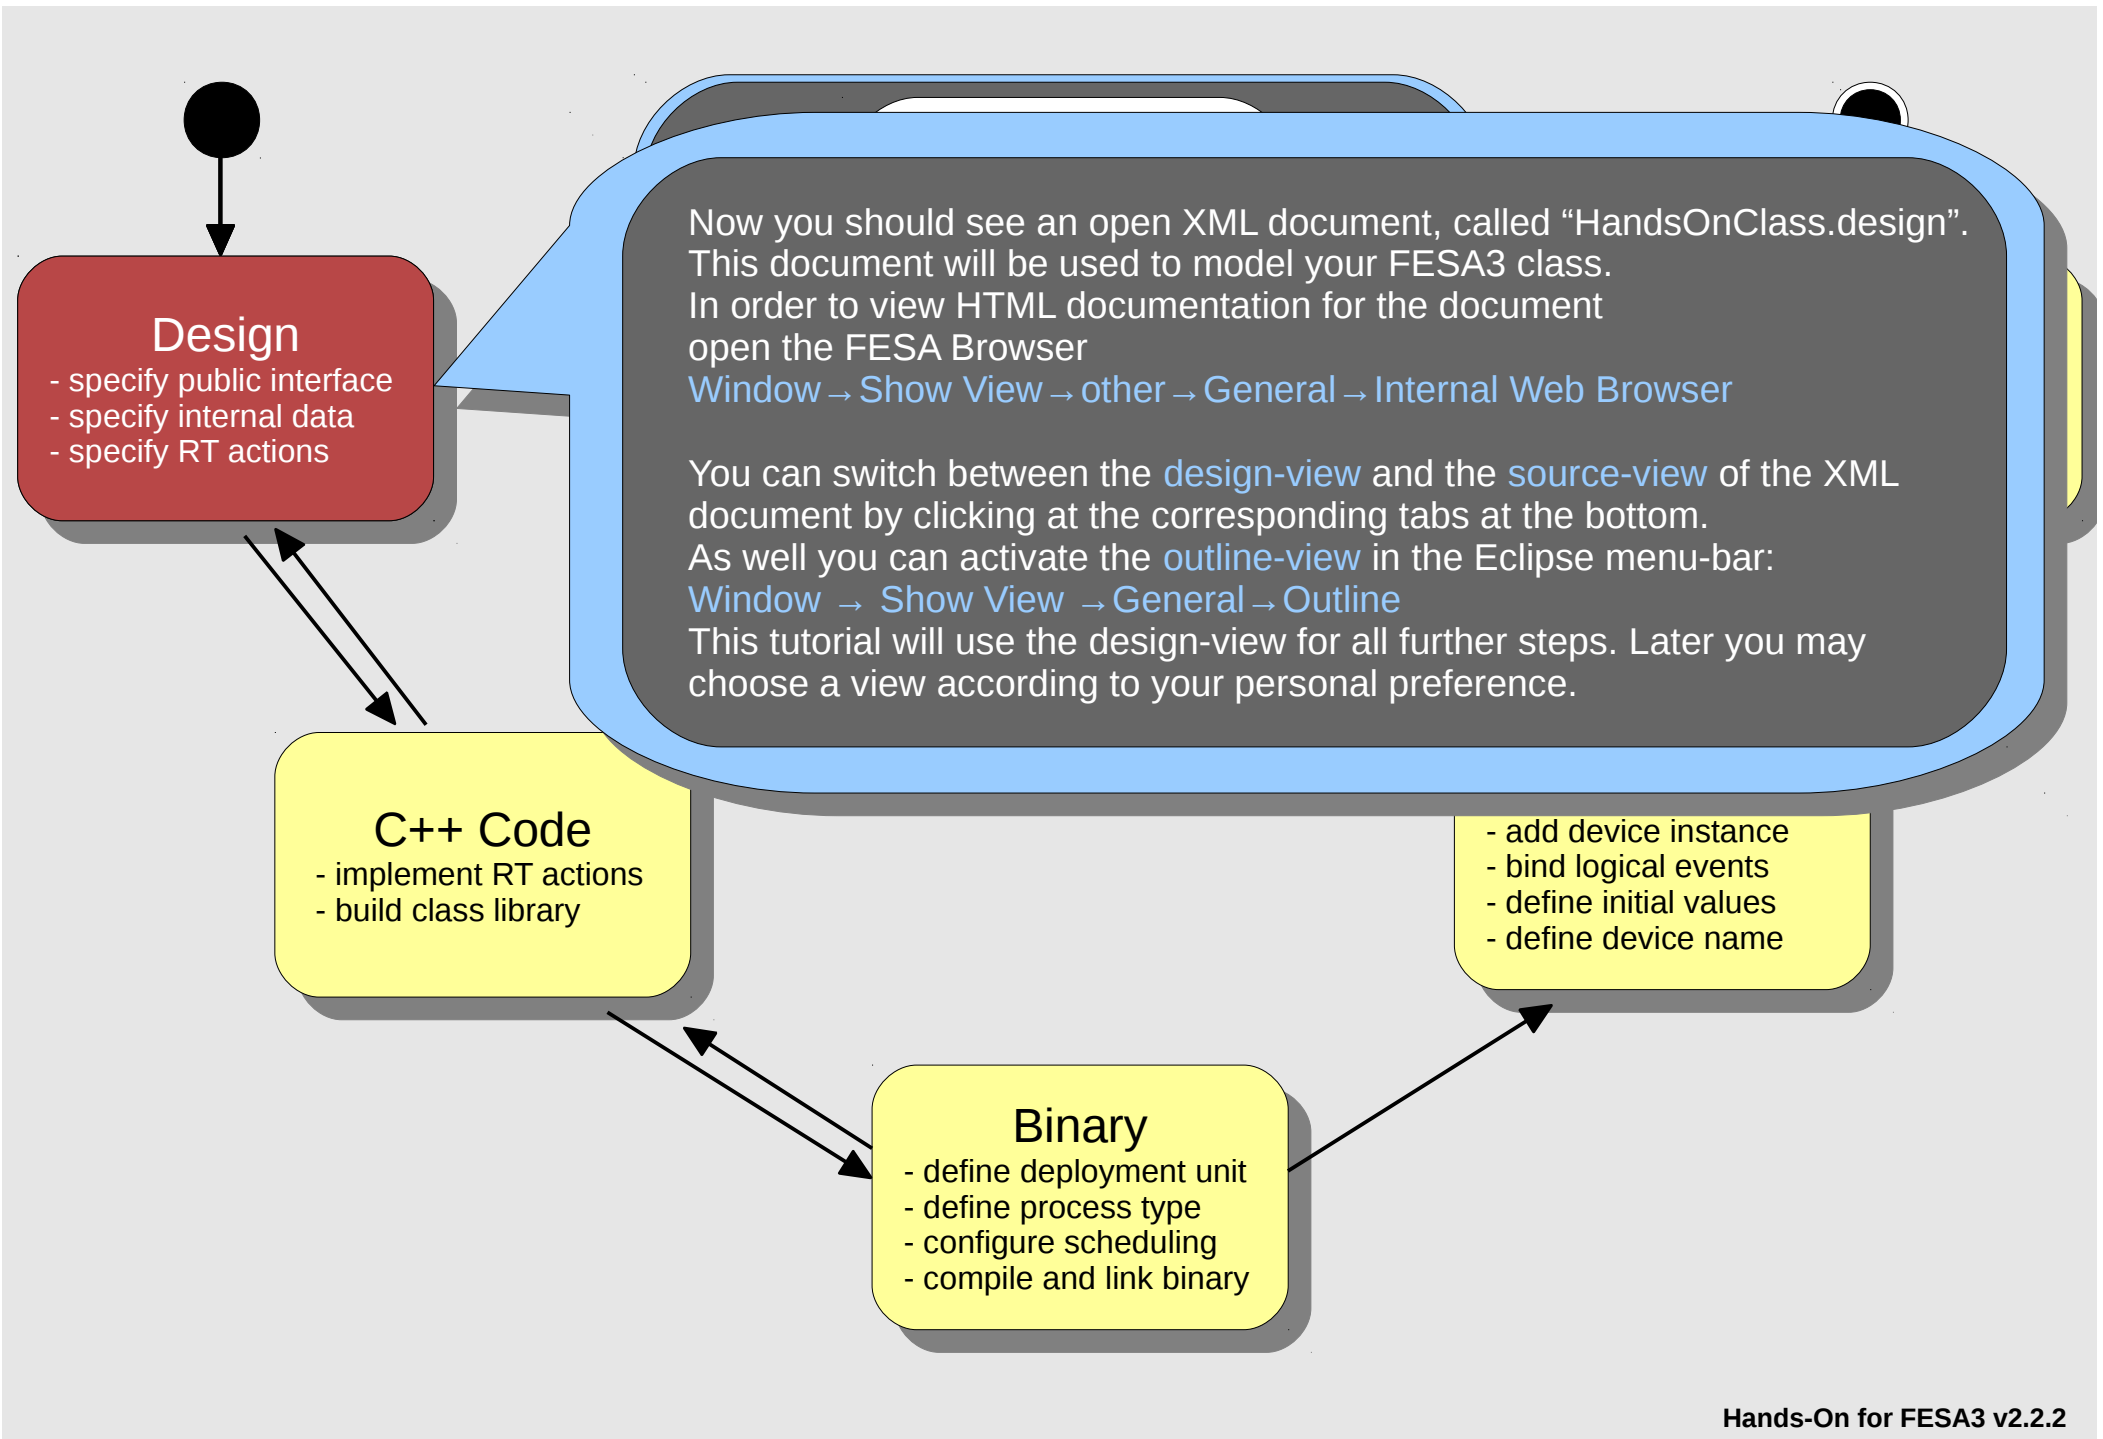 Now you should see an open XML document, called “HandsOnClass.design”.
This document will be used to model your FESA3 class.
In order to view HTML documentation for the document
open the FESA Browser
Window→Show View→other→General→Internal Web Browser
You can switch between the design-view and the source-view of the XML
document by clicking at the corresponding tabs at the bottom.
As well you can activate the outline-view in the Eclipse menu-bar:
Window → Show View →General→Outline
This tutorial will use the design-view for all further steps. Later you may
choose a view according to your personal preference.
Design
- specify public interface
- specify internal data
- specify RT actions
C++ Code
- implement RT actions
- build class library
Binary
- define deployment unit
- define process type
- configure scheduling
- compile and link binary
- add device instance
- bind logical events
- define initial values
- define device name
Hands-On for FESA3 v2.2.2